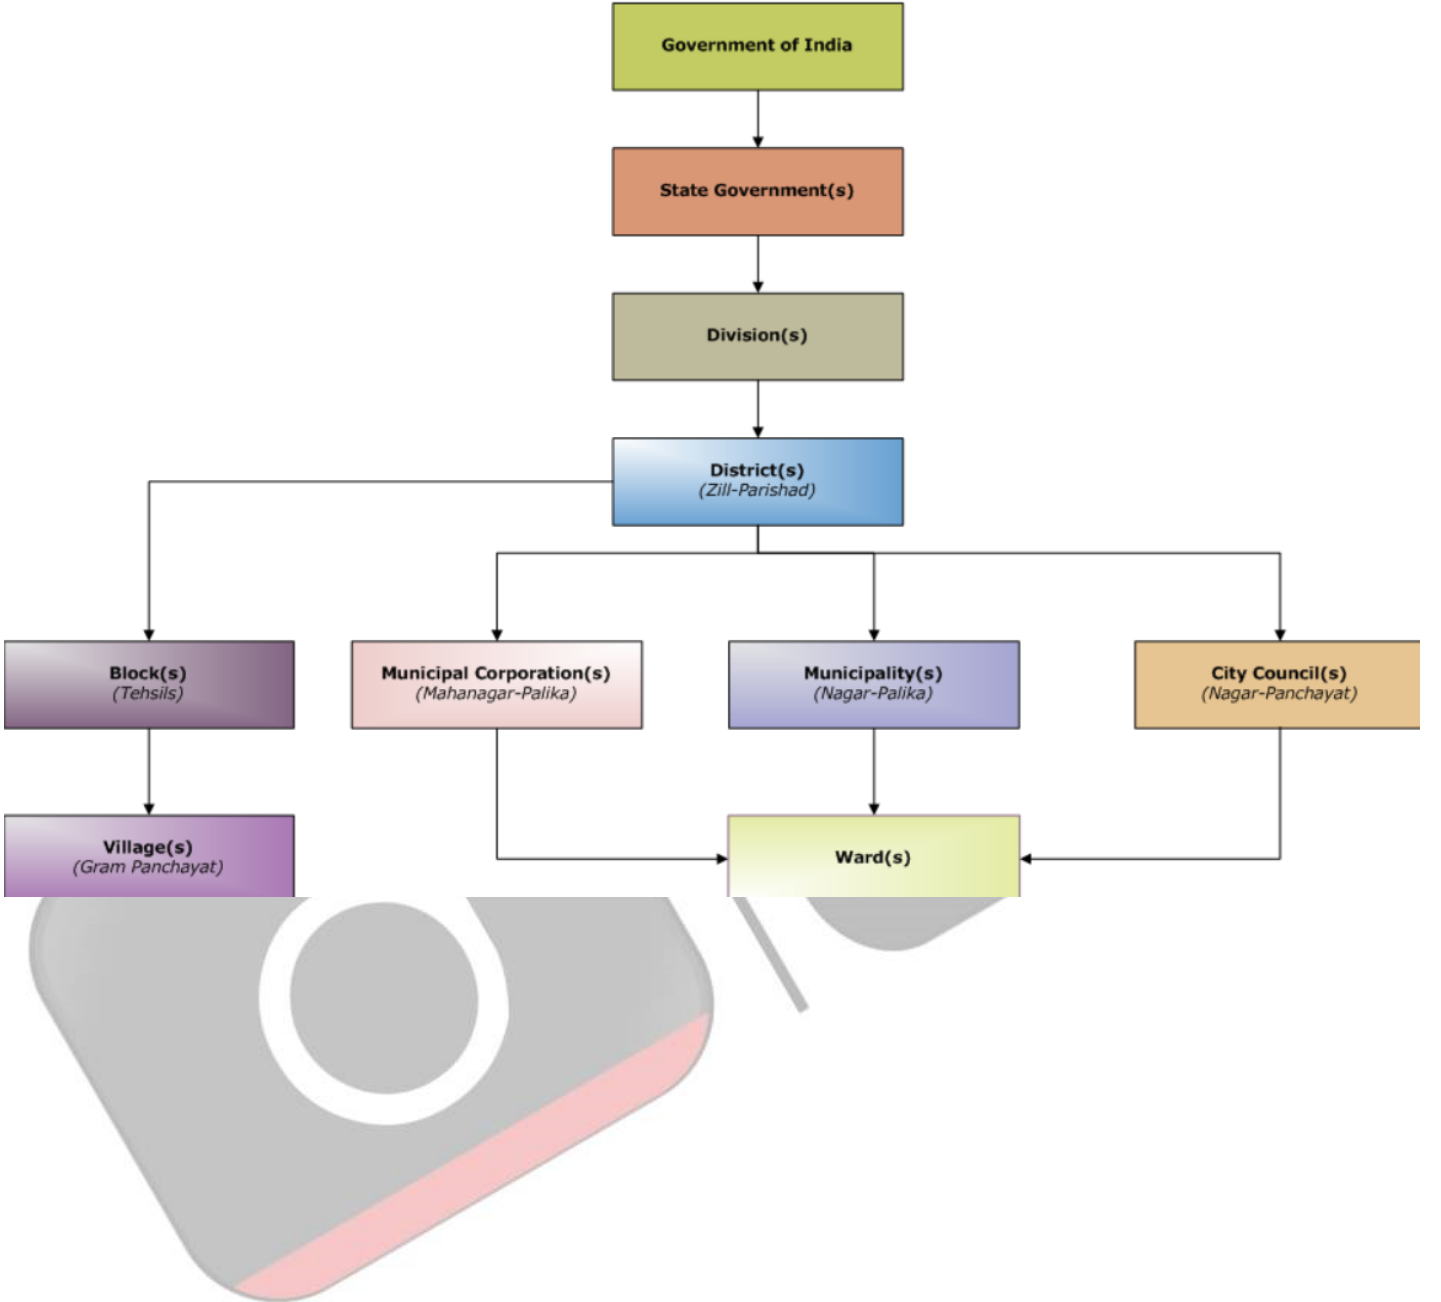 Government of India
State Government(s)
Division(s)
District(s)
(Zill-Parishad)
Block(s)
(Tehsils)
Municipal Corporation(s)
(Mahanagar-Palika)
Municipality(s)
(Nagar-Palika)
City Council(s)
(Nagar-Panchayat)
Village(s)
(Gram Panchayat)
Ward(s)